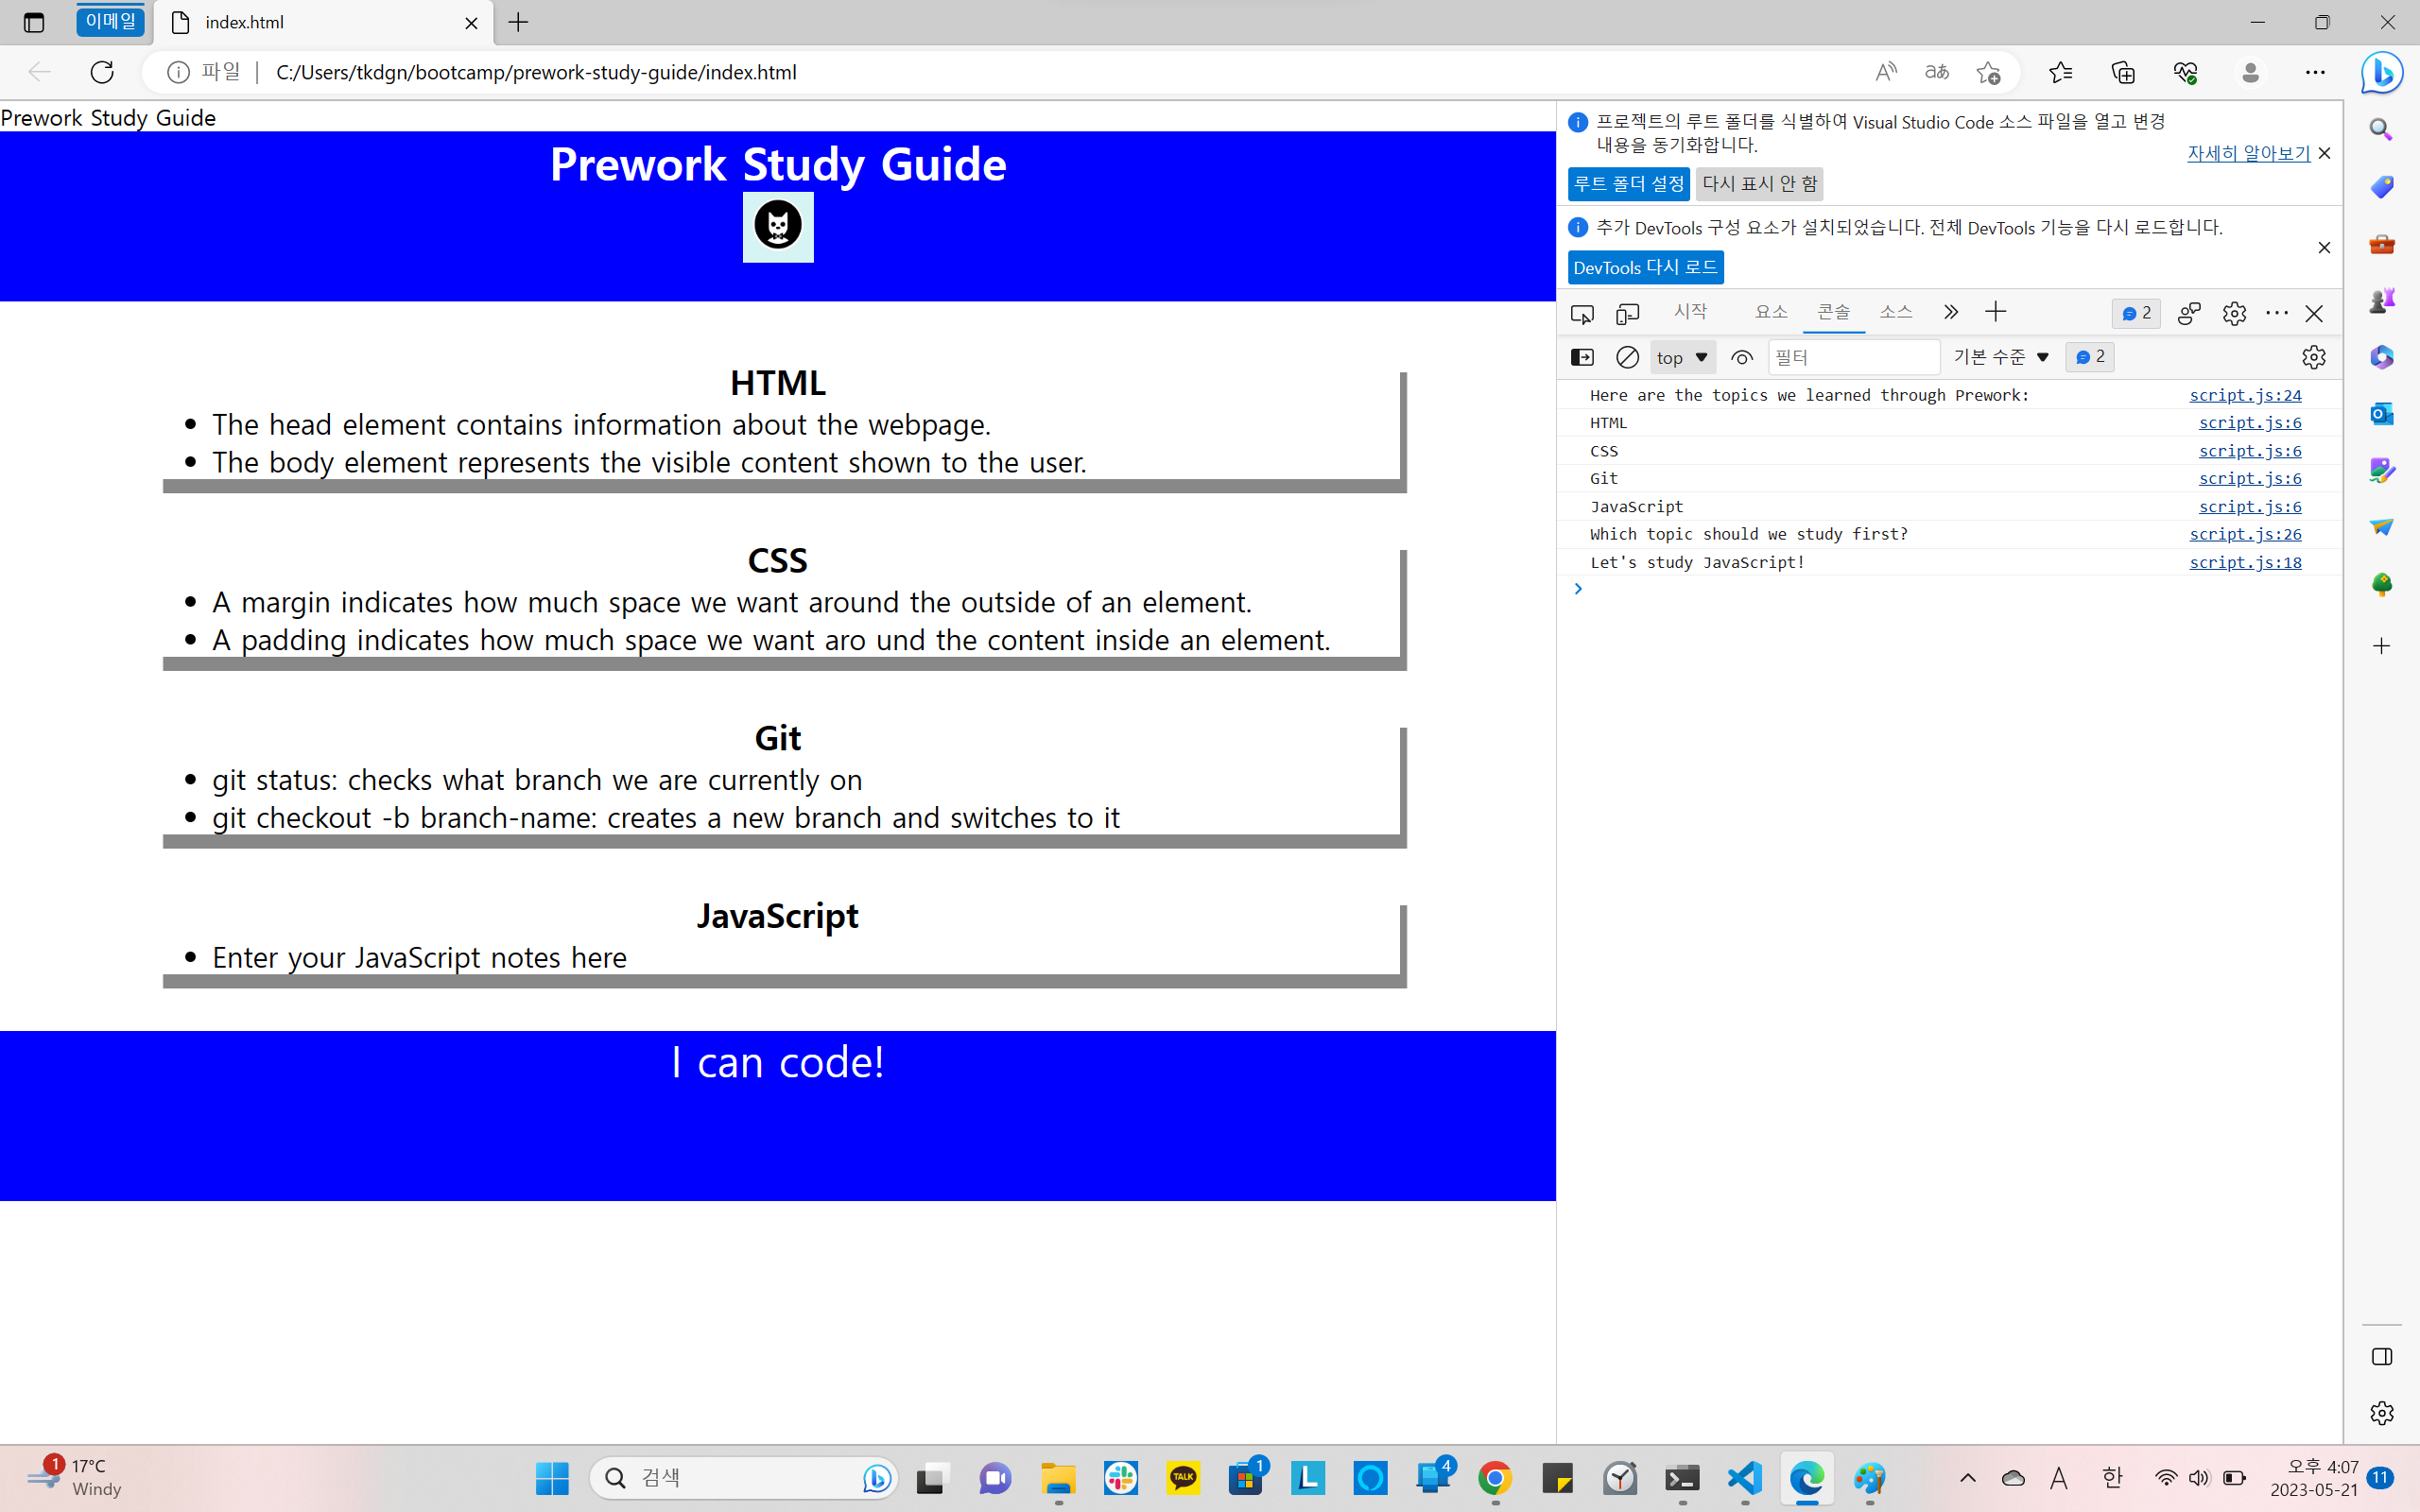 이메일
index.html
파일
C:/Users/tkdgn/bootcamp/prework-study-guide/index.html
Prework Study Guide
Prework Study Guide
HTML
The head element contains information about the webpage.
The body element represents the visible content shown to the user.
CSS
A margin indicates how much space we want around the outside of an element.
A padding indicates how much space we want aro und the content inside an element.
Git
git status: checks what branch we are currently on
git checkout -b branch-name: creates a new branch and switches to it
JavaScript
Enter your JavaScript notes here
I can code!
프로젝트의 루트 폴더를 식별하여 Visual Studio Code 소스 파일을 열고 변경
내용을 동기화합니다.
자세히 알아보기
루트 폴더 설정 다시 표시 안 함
추가 DevTools 구성 요소가 설치되었습니다. 전체 DevTools 기능을 다시 로드합니다.
DevTools 다시 로드
시작 요소 콘솔 소스 2
top 필터 기본 수준 2
Here are the topics we learned through Prework: script.js:24
HTML script.js:6
CSS script.js:6
Git script.js:6
JavaScript script.js:6
Which topic should we study first? script.js:26
Let's study JavaScript! script.js:18
1
17°C
Windy
검색
TALK
1
L
4
A
한
오후 4:07
2023-05-21
11